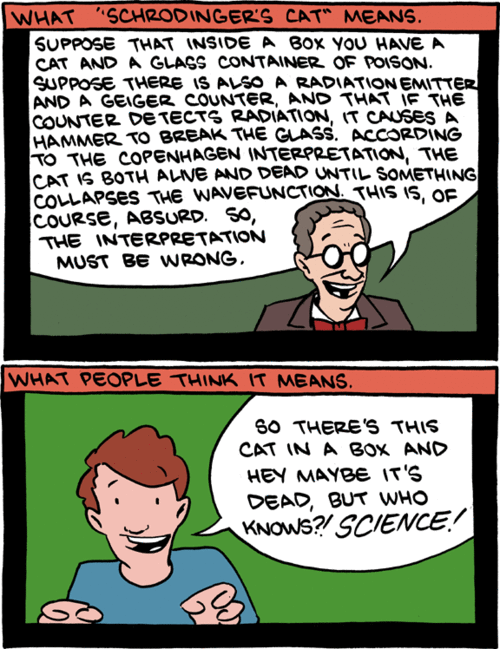 WHAT "SCHRODINGER'S CAT" MEANS.
SUPPOSE THAT INSIDE A BOX YOU HAVE A
CAT AND A GLASS CONTAINER OF POISON.
SUPPOSE THERE IS ALSO A RADIATION EMITTER
AND A GEIGER COUNTER, AND THAT IF THE
COUNTER DETECTS RADIATION, IT CAUSES A
HAMMER TO BREAK THE GLASS. ACCORDING
TO THE COPENHAGEN INTERPRETATION, THE
CAT IS BOTH ALIVE AND DEAD UNTIL SOMETHING
COLLAPSES THE WAVEFUNCTION. THIS IS, OF
COURSE, ABSURD. SO,
THE INTERPRETATION
MUST BE WRONG.
WHAT PEOPLE THINK IT MEANS.
SO THERE'S THIS
CAT IN A BOX AND
HEY MAYBE IT'S
DEAD, BUT WHO
KNOWS?! SCIENCE!